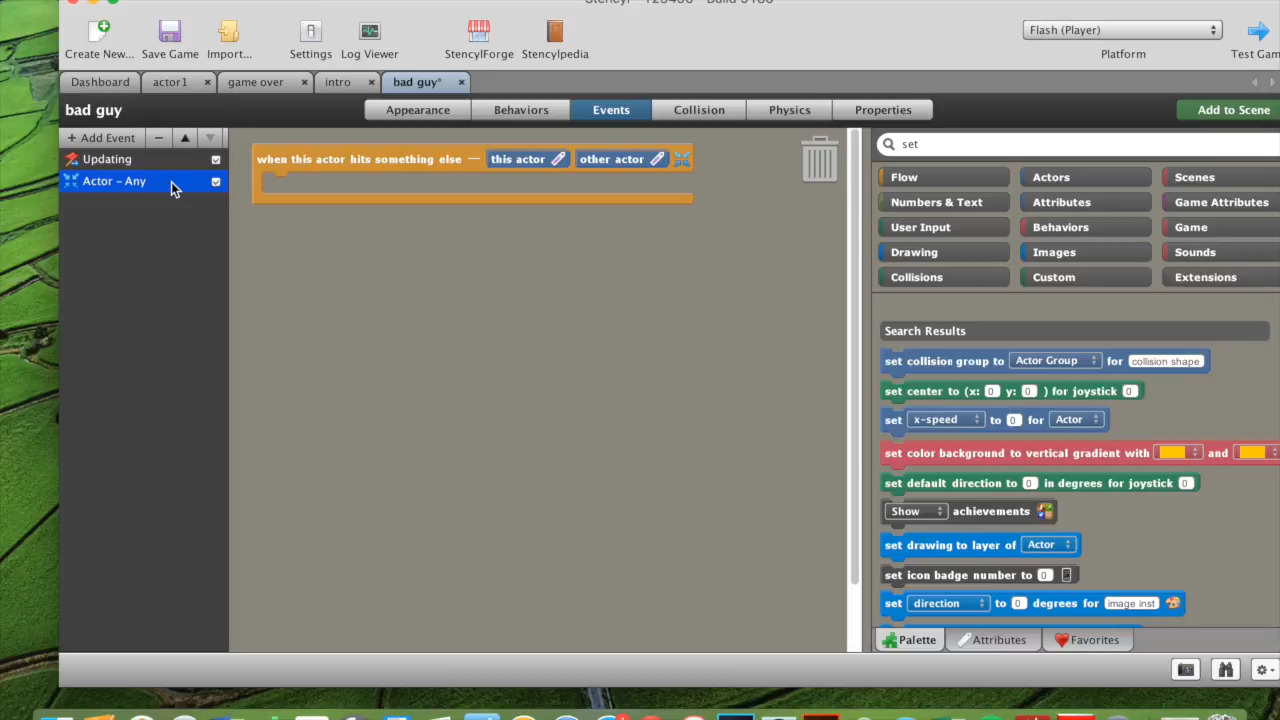 Create New... Save Game Import... Settings Log Viewer StencylForge Stencylpedia Flash (Player)
Platform Test Gam
Dashboard actor1 game over intro bad guy*
bad guy Appearance Behaviors Events Collision Physics Properties Add to Scene
+ Add Event
Updating
Actor – Any
when this actor hits something else — this actor other actor
set
Flow Actors Scenes
Numbers & Text Attributes Game Attributes
User Input Behaviors Game
Drawing Images Sounds
Collisions Custom Extensions
Search Results
set collision group to Actor Group for collision shape
set center to (x: 0 y: 0 ) for joystick 0
set x-speed to 0 for Actor
set color background to vertical gradient with and
set default direction to 0 in degrees for joystick 0
Show achievements
set drawing to layer of Actor
set icon badge number to 0
set direction to 0 degrees for image inst
Palette Attributes Favorites